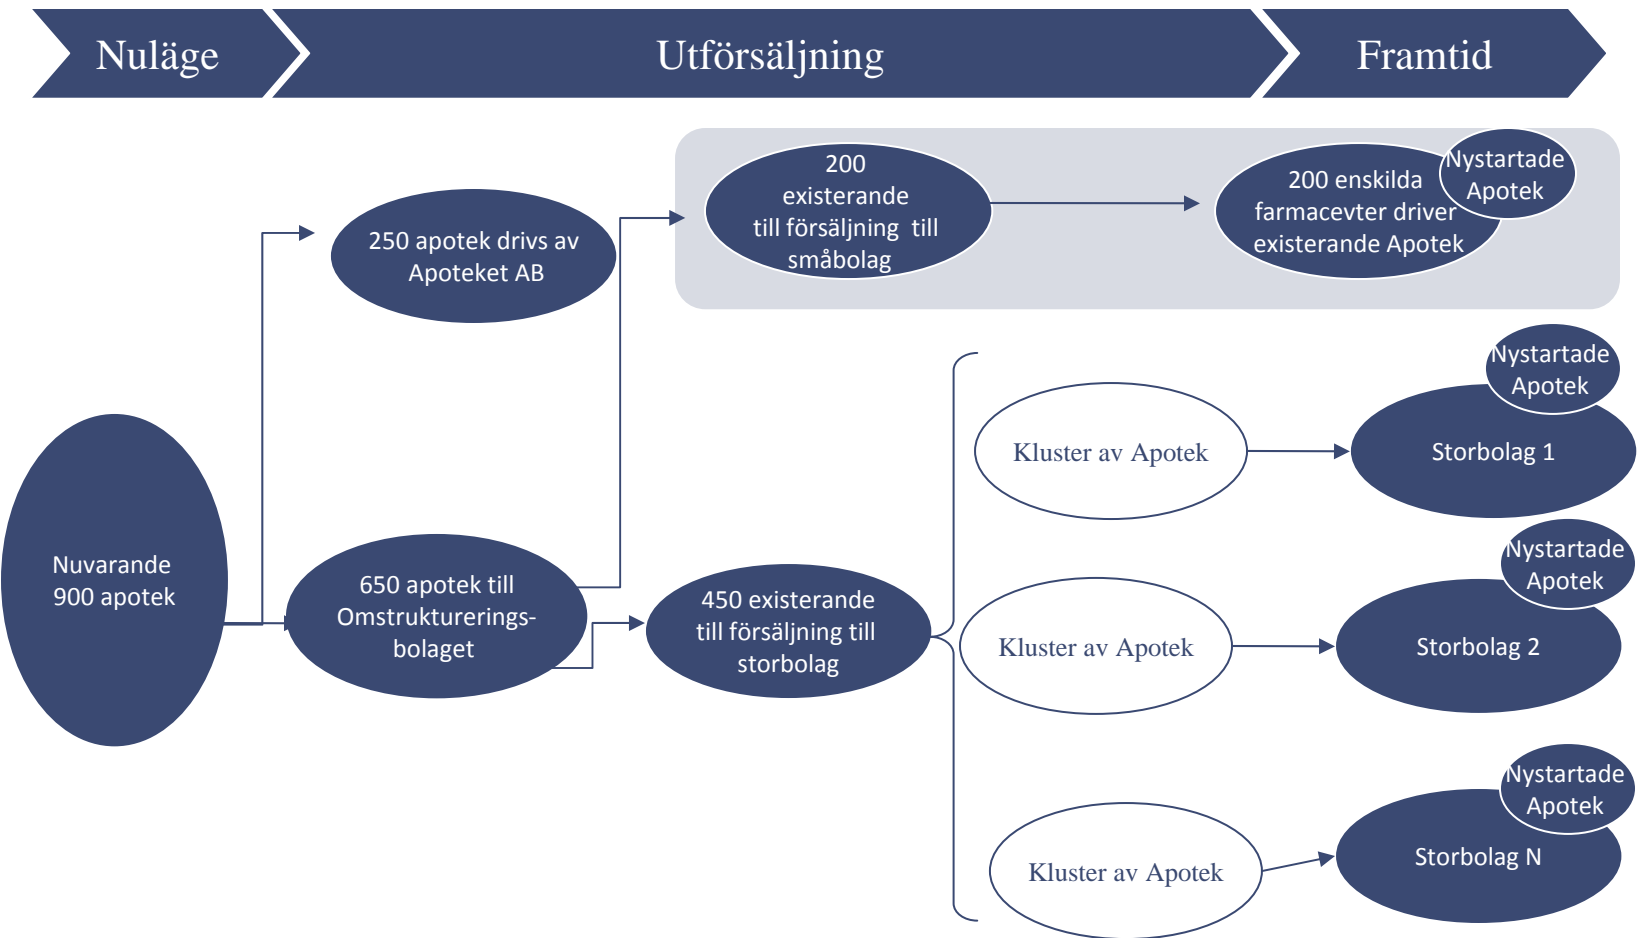 Nuläge
Utförsäljning
Framtid
200
existerande
till försäljning till
småbolag
200 enskilda
farmacevter driver
existerande Apotek
Nystartade
Apotek
250 apotek drivs av
Apoteket AB
Nystartade
Apotek
Kluster av Apotek
Storbolag 1
Nuvarande
900 apotek
650 apotek till
Omstrukturerings-
bolaget
450 existerande
till försäljning till
storbolag
Nystartade
Apotek
Kluster av Apotek
Storbolag 2
Nystartade
Apotek
Kluster av Apotek
Storbolag N